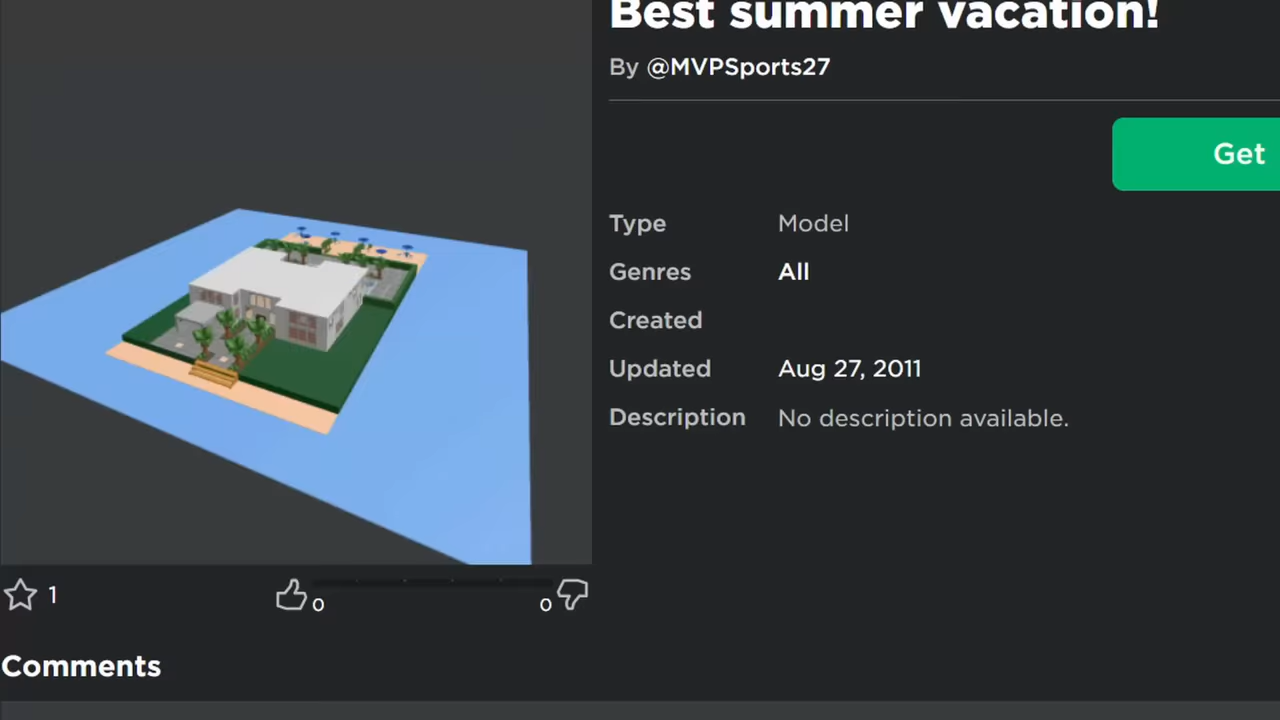 Best summer vacation!
By @MVPSports27
Get
Type Model
Genres All
Created
Updated Aug 27, 2011
Description No description available.
1
0
0
Comments